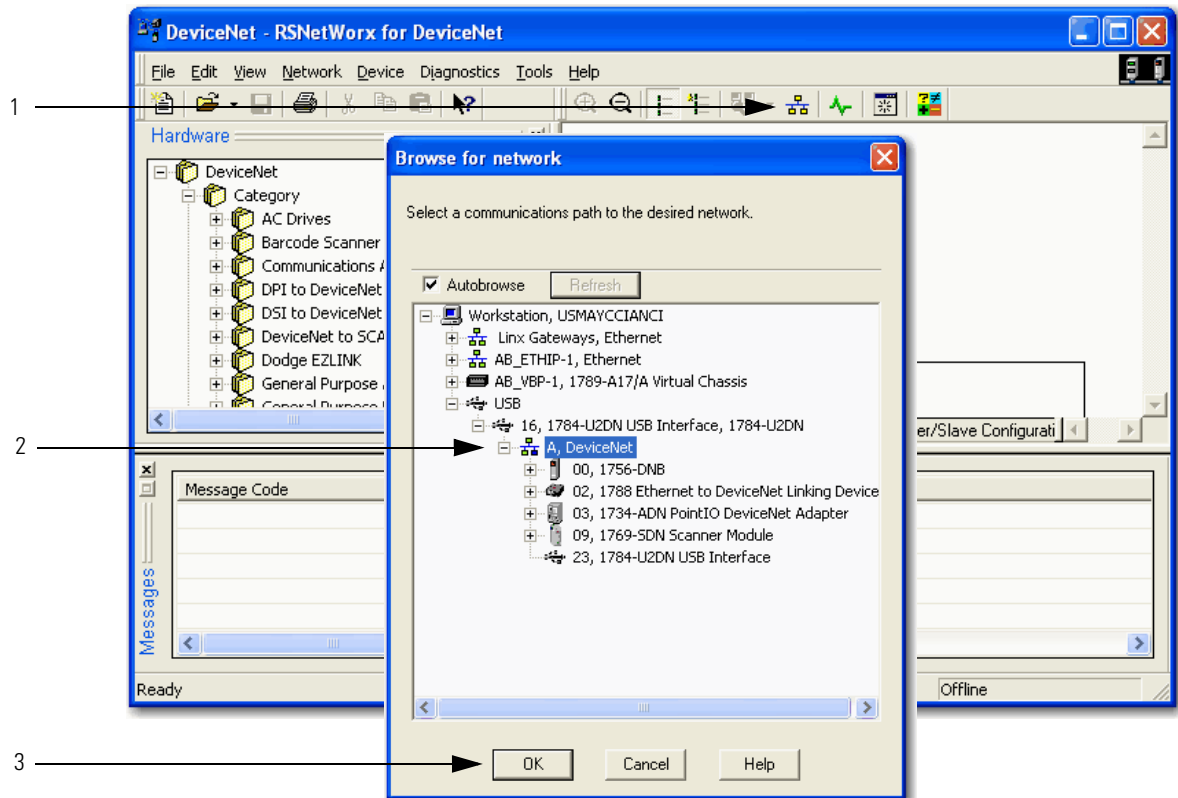 DeviceNet - RSNetWorx for DeviceNet
File Edit View Network Device Diagnostics Tools Help
1
Hardware
DeviceNet
Category
AC Drives
Barcode Scanner
Communications
DPI to DeviceNet
DSI to DeviceNet
DeviceNet to SCA
Dodge EZLINK
General Purpose
General Purpose
Browse for network
Select a communications path to the desired network.
Autobrowse Refresh
Workstation, USMAYCCIANCI
Linx Gateways, Ethernet
AB_ETHIP-1, Ethernet
AB_VBP-1, 1789-A17/A Virtual Chassis
USB
16, 1784-U2DN USB Interface, 1784-U2DN
2
A, DeviceNet
00, 1756-DNB
02, 1788 Ethernet to DeviceNet Linking Device
03, 1734-ADN PointIO DeviceNet Adapter
09, 1769-SDN Scanner Module
23, 1784-U2DN USB Interface
er/Slave Configurati
Message Code
Messages
Ready
Offline
3
OK Cancel Help